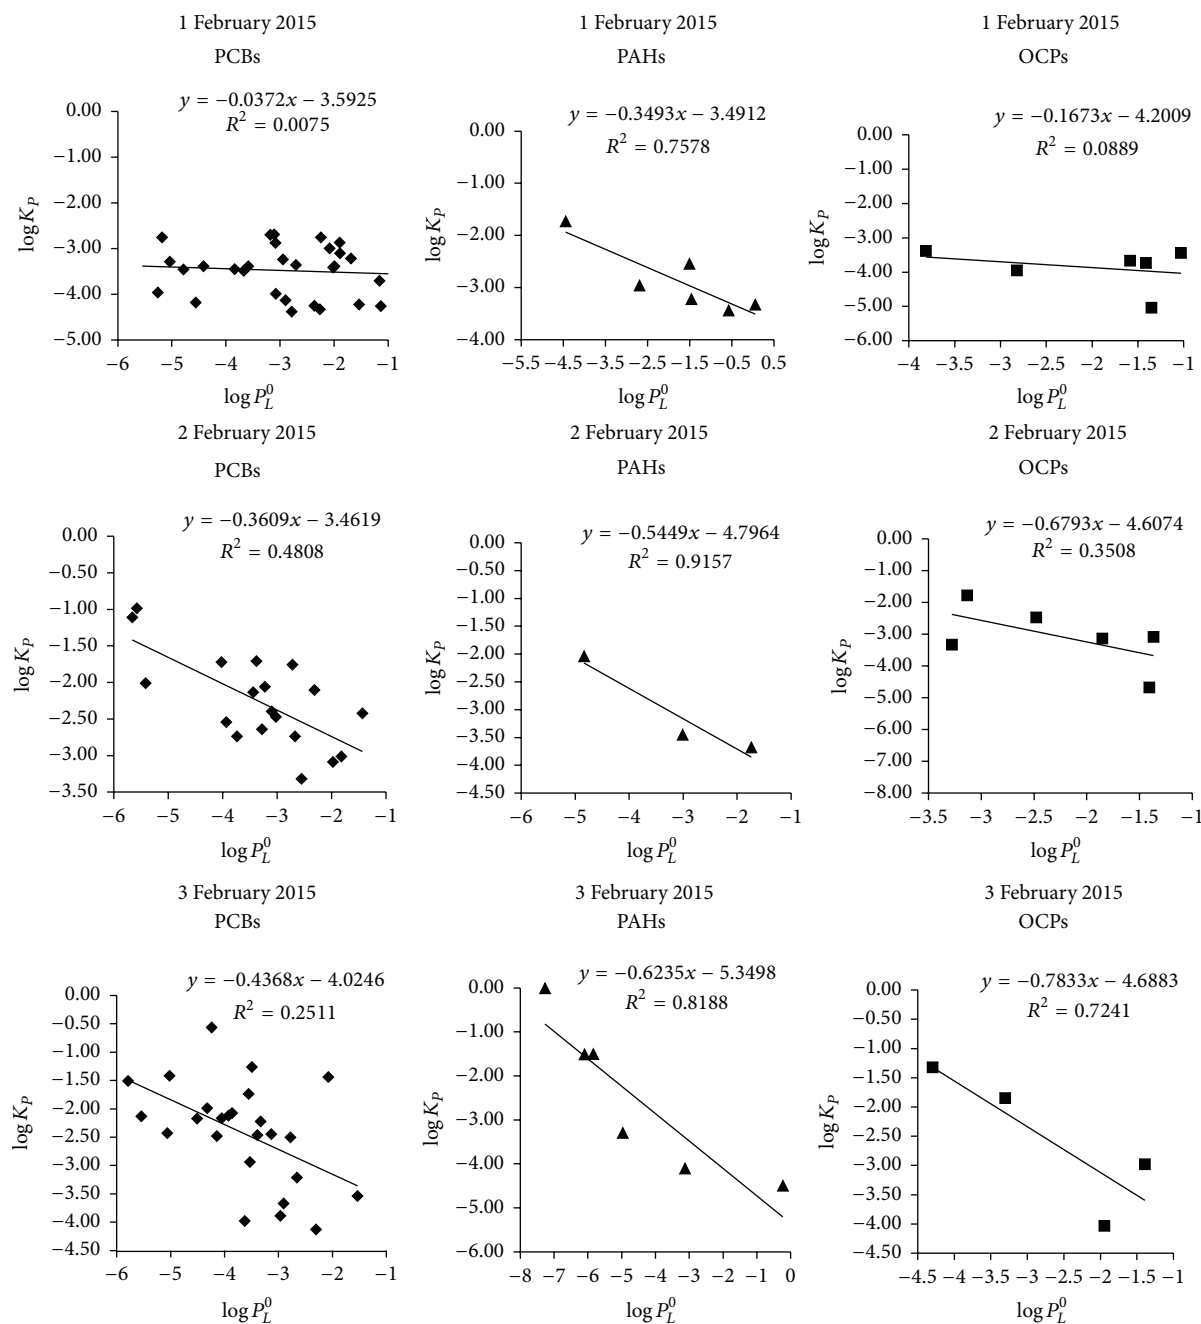 1 February 2015
PCBs
y = −0.0372x − 3.5925
R² = 0.0075
0.00
−1.00
−2.00
−3.00
−4.00
−5.00
log K_P
−6 −5 −4 −3 −2 −1
log P_L^0
1 February 2015
PAHs
y = −0.3493x − 3.4912
R² = 0.7578
0.00
−1.00
−2.00
−3.00
−4.00
log K_P
−5.5 −4.5 −3.5 −2.5 −1.5 −0.5 0.5
log P_L^0
1 February 2015
OCPs
y = −0.1673x − 4.2009
R² = 0.0889
0.00
−1.00
−2.00
−3.00
−4.00
−5.00
−6.00
log K_P
−4 −3.5 −3 −2.5 −2 −1.5 −1
log P_L^0
2 February 2015
PCBs
y = −0.3609x − 3.4619
R² = 0.4808
0.00
−0.50
−1.00
−1.50
−2.00
−2.50
−3.00
−3.50
log K_P
−6 −5 −4 −3 −2 −1
log P_L^0
2 February 2015
PAHs
y = −0.5449x − 4.7964
R² = 0.9157
0.00
−0.50
−1.00
−1.50
−2.00
−2.50
−3.00
−3.50
−4.00
−4.50
log K_P
−6 −5 −4 −3 −2 −1
log P_L^0
2 February 2015
OCPs
y = −0.6793x − 4.6074
R² = 0.3508
0.00
−1.00
−2.00
−3.00
−4.00
−5.00
−6.00
−7.00
−8.00
log K_P
−3.5 −3 −2.5 −2 −1.5 −1
log P_L^0
3 February 2015
PCBs
y = −0.4368x − 4.0246
R² = 0.2511
0.00
−0.50
−1.00
−1.50
−2.00
−2.50
−3.00
−3.50
−4.00
−4.50
log K_P
−6 −5 −4 −3 −2 −1
log P_L^0
3 February 2015
PAHs
y = −0.6235x − 5.3498
R² = 0.8188
0.00
−1.00
−2.00
−3.00
−4.00
−5.00
−6.00
log K_P
−8 −7 −6 −5 −4 −3 −2 −1 0
log P_L^0
3 February 2015
OCPs
y = −0.7833x − 4.6883
R² = 0.7241
0.00
−0.50
−1.00
−1.50
−2.00
−2.50
−3.00
−3.50
−4.00
−4.50
log K_P
−4.5 −4 −3.5 −3 −2.5 −2 −1.5 −1
log P_L^0